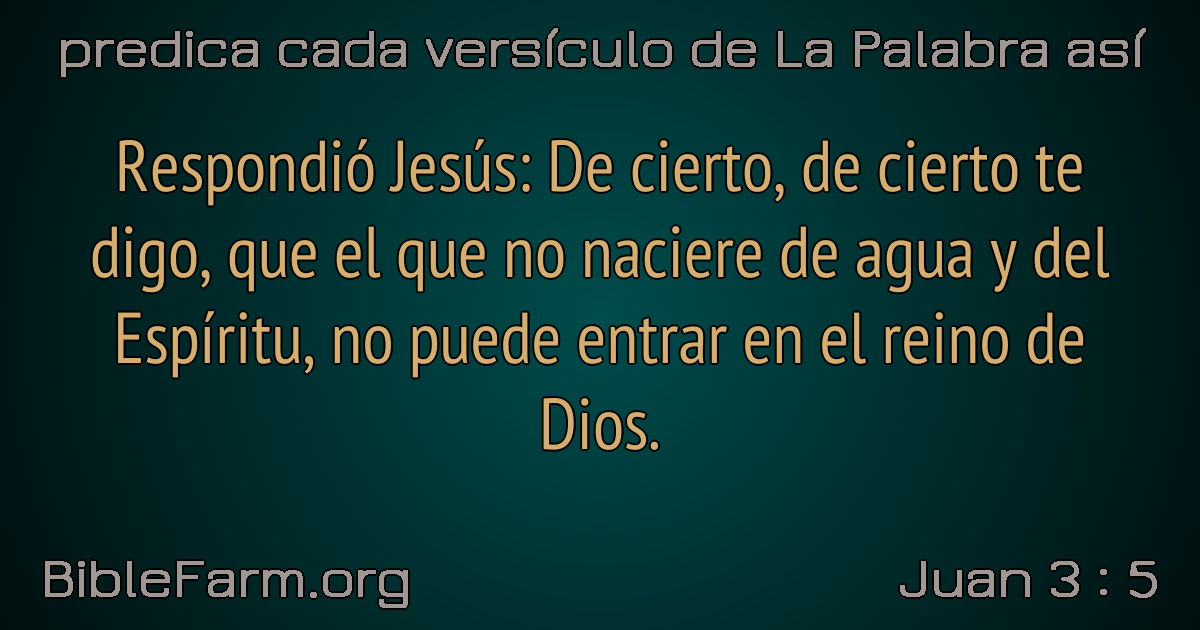 predica cada versículo de La Palabra así
Respondió Jesús: De cierto, de cierto te
digo, que el que no naciere de agua y del
Espíritu, no puede entrar en el reino de
Dios.
BibleFarm.org
Juan 3 : 5